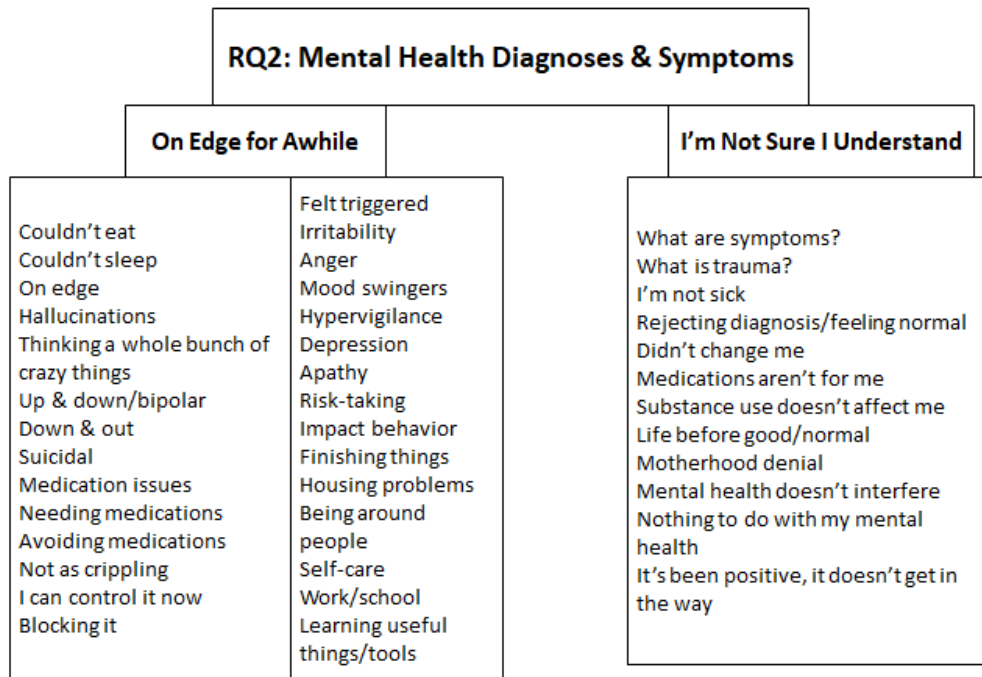 RQ2: Mental Health Diagnoses & Symptoms
On Edge for Awhile
Couldn't eat
Couldn't sleep
On edge
Hallucinations
Thinking a whole bunch of
crazy things
Up & down/bipolar
Down & out
Suicidal
Medication issues
Needing medications
Avoiding medications
Not as crippling
I can control it now
Blocking it
Felt triggered
Irritability
Anger
Mood swingers
Hypervigilance
Depression
Apathy
Risk-taking
Impact behavior
Finishing things
Housing problems
Being around
people
Self-care
Work/school
Learning useful
things/tools
I'm Not Sure I Understand
What are symptoms?
What is trauma?
I'm not sick
Rejecting diagnosis/feeling normal
Didn't change me
Medications aren't for me
Substance use doesn't affect me
Life before good/normal
Motherhood denial
Mental health doesn't interfere
Nothing to do with my mental
health
It's been positive, it doesn't get in
the way